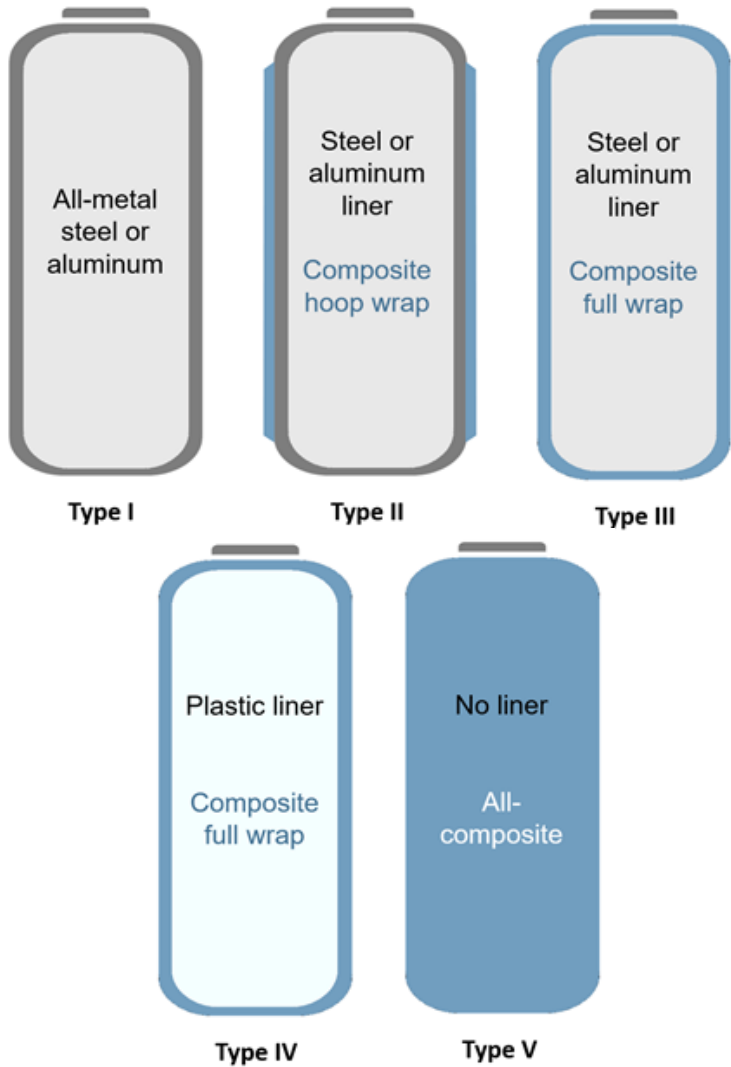 All-metal
steel or
aluminum
Type I
Steel or
aluminum
liner
Composite
hoop wrap
Type II
Steel or
aluminum
liner
Composite
full wrap
Type III
Plastic liner
Composite
full wrap
Type IV
No liner
All-
composite
Type V